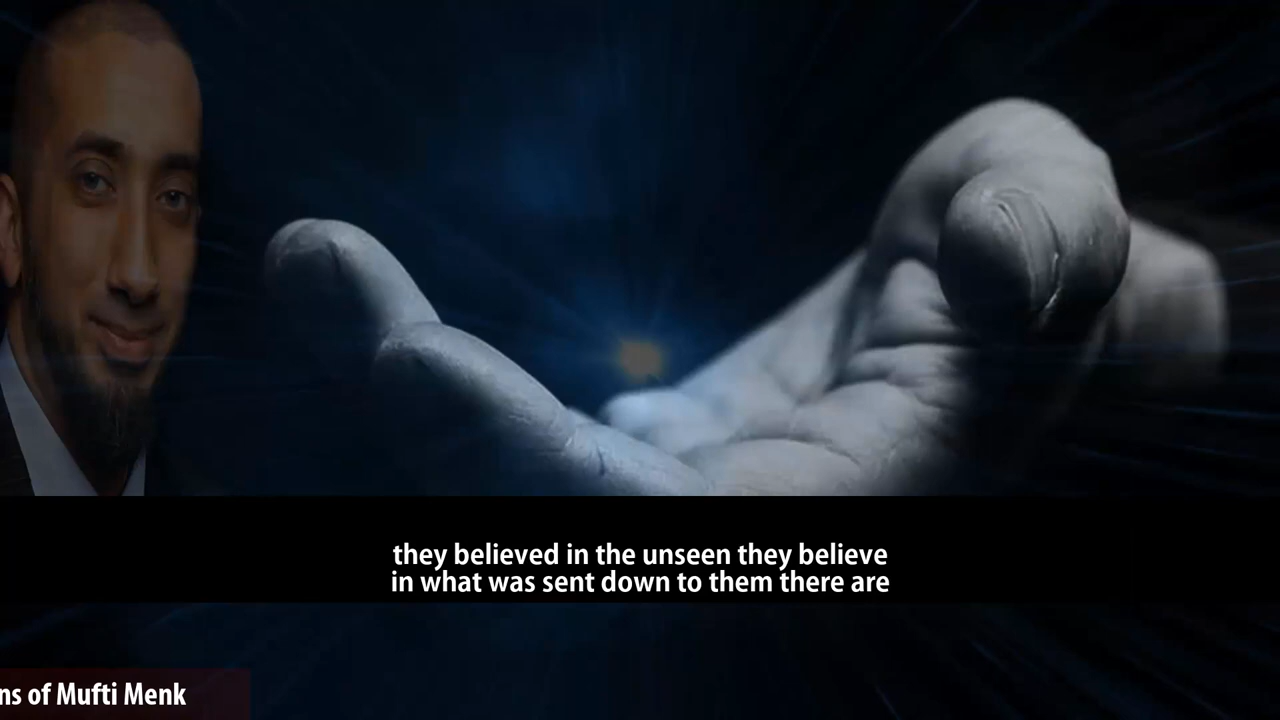 they believed in the unseen they believe
in what was sent down to them there are
of Mufti Menk